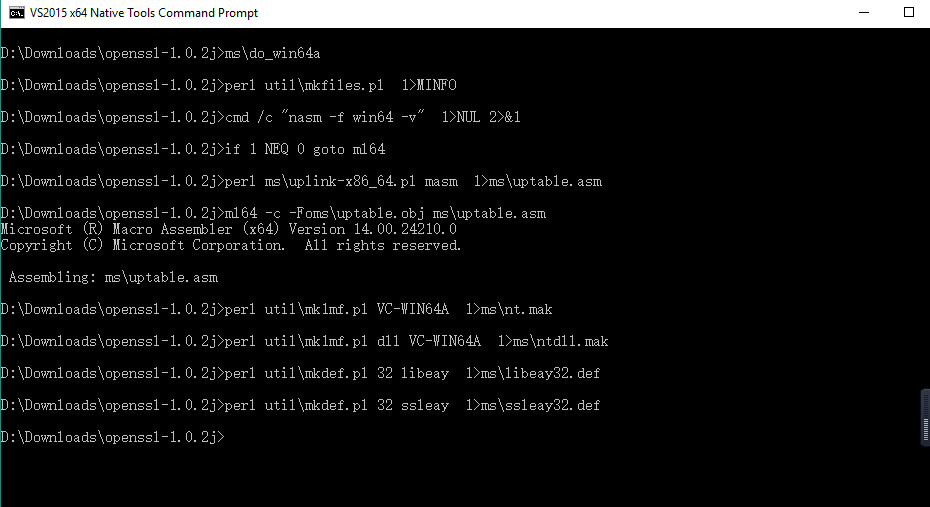 VS2015 x64 Native Tools Command Prompt
D:\Downloads\openssl-1.0.2j>ms\do_win64a
D:\Downloads\openssl-1.0.2j>perl util\mkfiles.pl  1>MINFO
D:\Downloads\openssl-1.0.2j>cmd /c "nasm -f win64 -v"  1>NUL 2>&1
D:\Downloads\openssl-1.0.2j>if 1 NEQ 0 goto ml64
D:\Downloads\openssl-1.0.2j>perl ms\uplink-x86_64.pl masm  1>ms\uptable.asm
D:\Downloads\openssl-1.0.2j>ml64 -c -Foms\uptable.obj ms\uptable.asm
Microsoft (R) Macro Assembler (x64) Version 14.00.24210.0
Copyright (C) Microsoft Corporation.  All rights reserved.
 Assembling: ms\uptable.asm
D:\Downloads\openssl-1.0.2j>perl util\mk1mf.pl VC-WIN64A  1>ms\nt.mak
D:\Downloads\openssl-1.0.2j>perl util\mk1mf.pl dll VC-WIN64A  1>ms\ntdll.mak
D:\Downloads\openssl-1.0.2j>perl util\mkdef.pl 32 libeay  1>ms\libeay32.def
D:\Downloads\openssl-1.0.2j>perl util\mkdef.pl 32 ssleay  1>ms\ssleay32.def
D:\Downloads\openssl-1.0.2j>